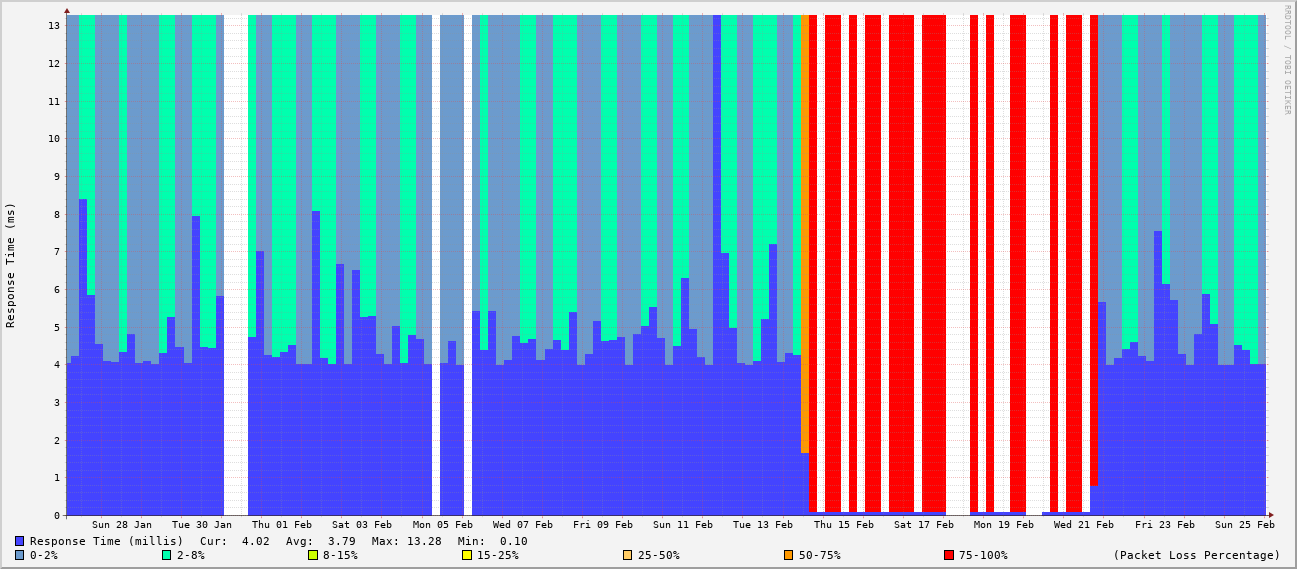 RRDTOOL / TOBI OETIKER
Response Time (ms)
13
12
11
10
9
8
7
6
5
4
3
2
1
0
Sun 28 Jan Tue 30 Jan Thu 01 Feb Sat 03 Feb Mon 05 Feb Wed 07 Feb Fri 09 Feb Sun 11 Feb Tue 13 Feb Thu 15 Feb Sat 17 Feb Mon 19 Feb Wed 21 Feb Fri 23 Feb Sun 25 Feb
Response Time (millis) Cur: 4.02 Avg: 3.79 Max: 13.28 Min: 0.10
0-2% 2-8% 8-15% 15-25% 25-50% 50-75% 75-100% (Packet Loss Percentage)